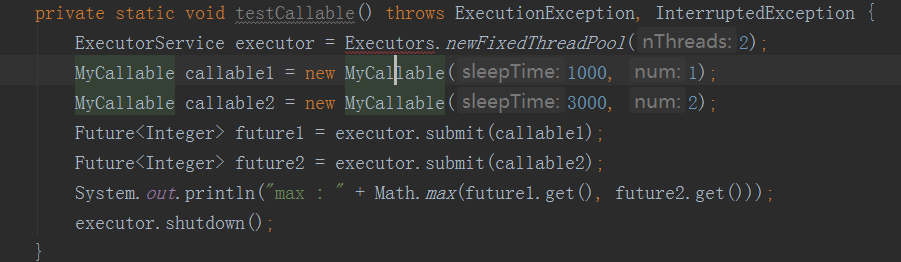 private static void testCallable() throws ExecutionException, InterruptedException {
ExecutorService executor = Executors.newFixedThreadPool( nThreads: 2);
MyCallable callable1 = new MyCallable( sleepTime: 1000, num: 1);
MyCallable callable2 = new MyCallable( sleepTime: 3000, num: 2);
Future<Integer> future1 = executor.submit(callable1);
Future<Integer> future2 = executor.submit(callable2);
System.out.println("max : " + Math.max(future1.get(), future2.get()));
executor.shutdown();
}